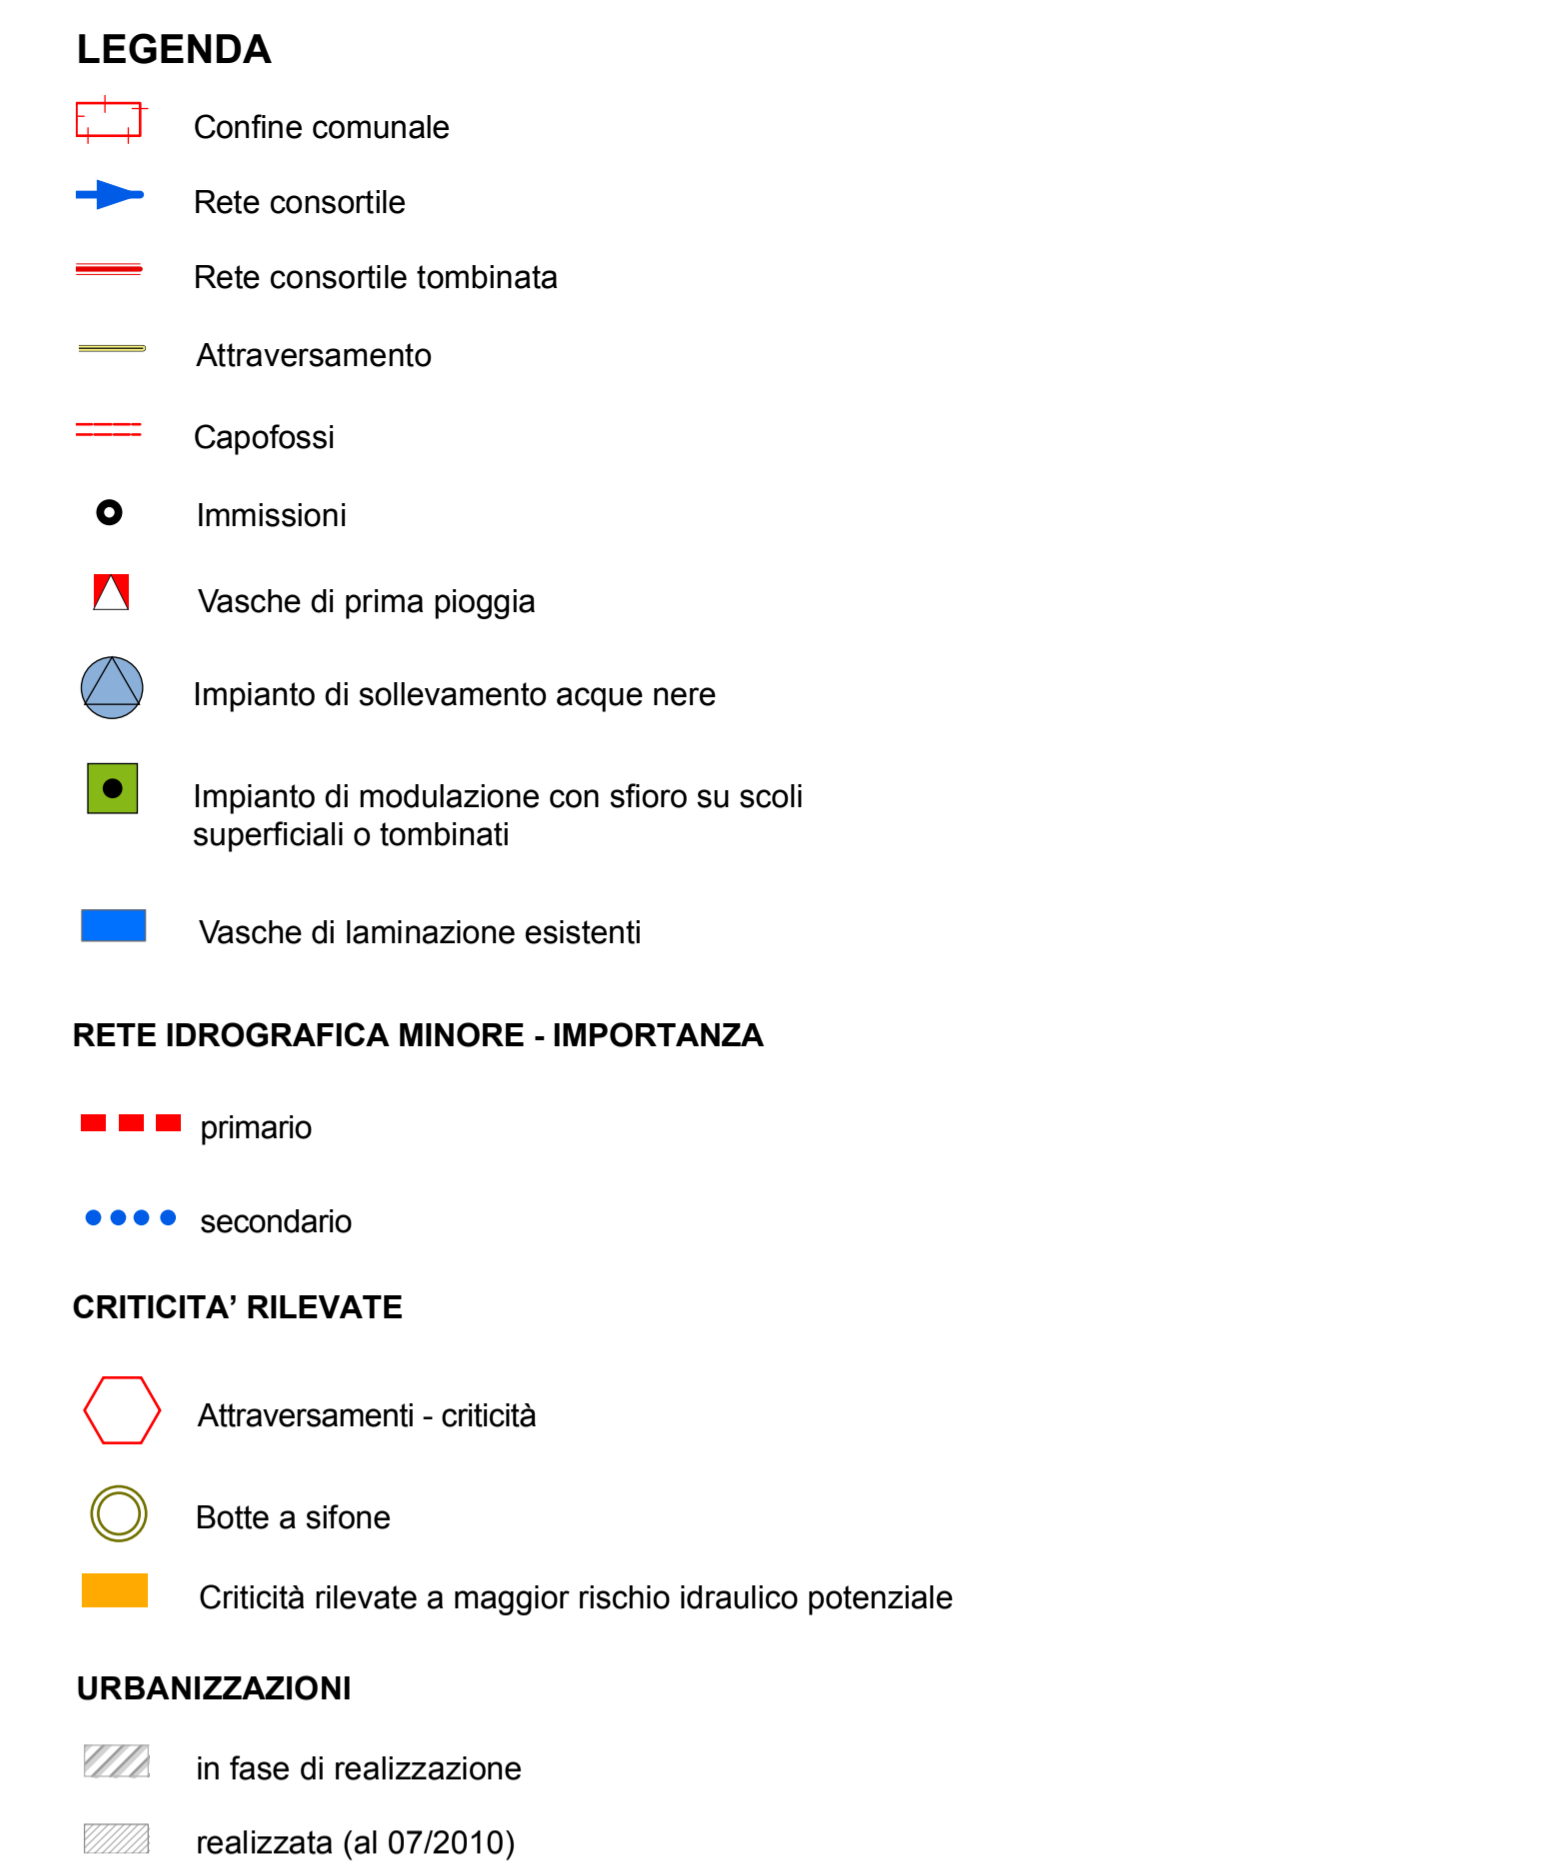 LEGENDA
Confine comunale
Rete consortile
Rete consortile tombinata
Attraversamento
Capofossi
Immissioni
Vasche di prima pioggia
Impianto di sollevamento acque nere
Impianto di modulazione con sfioro su scoli
superficiali o tombinati
Vasche di laminazione esistenti
RETE IDROGRAFICA MINORE - IMPORTANZA
primario
secondario
CRITICITA’ RILEVATE
Attraversamenti - criticità
Botte a sifone
Criticità rilevate a maggior rischio idraulico potenziale
URBANIZZAZIONI
in fase di realizzazione
realizzata (al 07/2010)